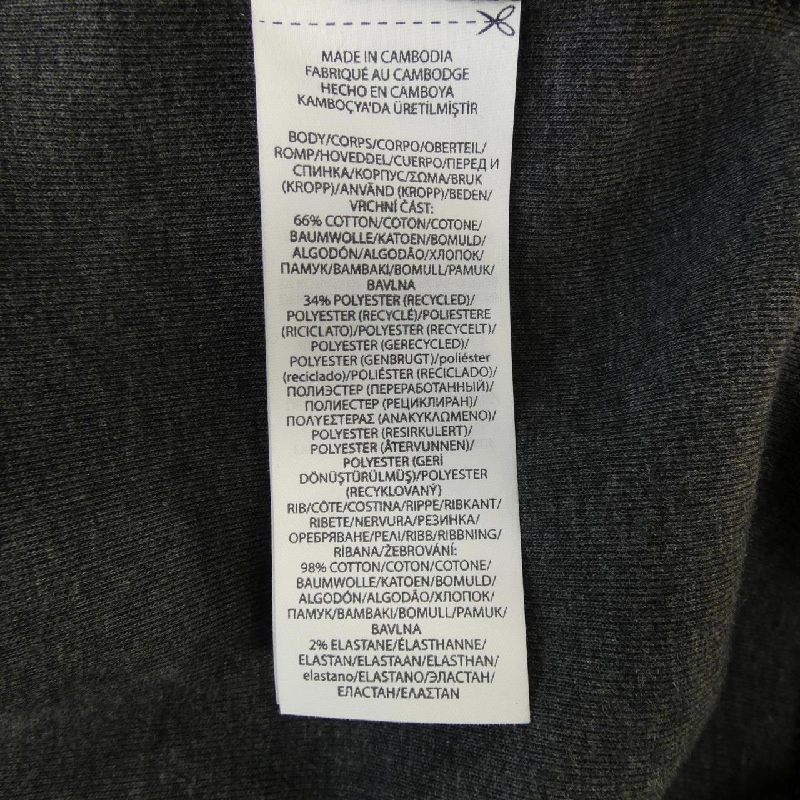 MADE IN CAMBODIA
FABRIQUÉ AU CAMBODGE
HECHO EN CAMBOYA
KAMBOÇYA'DA ÜRETİLMİŞTİR
BODY/CORPS/CORPO/OBERTEIL/
ROMP/HOVEDDEL/CUERPO/ПЕРЕД И
СПИНКА/КОРПУС/ΣΩΜΑ/BRUK
(KROPP)/ANVÄND (KROPP)/BEDEN/
VRCHNÍ ČÁST:
66% COTTON/COTON/COTONE/
BAUMWOLLE/KATOEN/BOMULD/
ALGODÓN/ALGODÃO/ХЛОПОК/
ПАМУК/ΒΑΜΒΑΚΙ/BOMULL/PAMUK/
BAVLNA
34% POLYESTER (RECYCLED)/
POLYESTER (RECYCLÉ)/POLIESTERE
(RICICLATO)/POLYESTER (RECYCELT)/
POLYESTER (GERECYCLED)/
POLYESTER (GENBRUGT)/poliéster
(reciclado)/POLIÉSTER (RECICLADO)/
ПОЛИЭСТЕР (ПЕРЕРАБОТАННЫЙ)/
ПОЛИЕСТЕР (РЕЦИКЛИРАН)/
ΠΟΛΥΕΣΤΕΡΑΣ (ΑΝΑΚΥΚΛΩΜΕΝΟ)/
POLYESTER (RESIRKULERT)/
POLYESTER (ÅTERVUNNEN)/
POLYESTER (GERİ
DÖNÜŞTÜRÜLMÜŞ)/POLYESTER
(RECYKLOVANÝ)
RIB/CÔTE/COSTINA/RIPPE/RIBKANT/
RIBETE/NERVURA/РЕЗИНКА/
ОРЕБРЯВАНЕ/ΡΕΛΙ/RIBB/RIBBNING/
RİBANA/ŽEBROVÁNÍ:
98% COTTON/COTON/COTONE/
BAUMWOLLE/KATOEN/BOMULD/
ALGODÓN/ALGODÃO/ХЛОПОК/
ПАМУК/ΒΑΜΒΑΚΙ/BOMULL/PAMUK/
BAVLNA
2% ELASTANE/ÉLASTHANNE/
ELASTAN/ELASTAAN/ELASTHAN/
elastano/ELASTANO/ЭЛАСТАН/
ЕЛАСТАН/ΕΛΑΣΤΑΝ